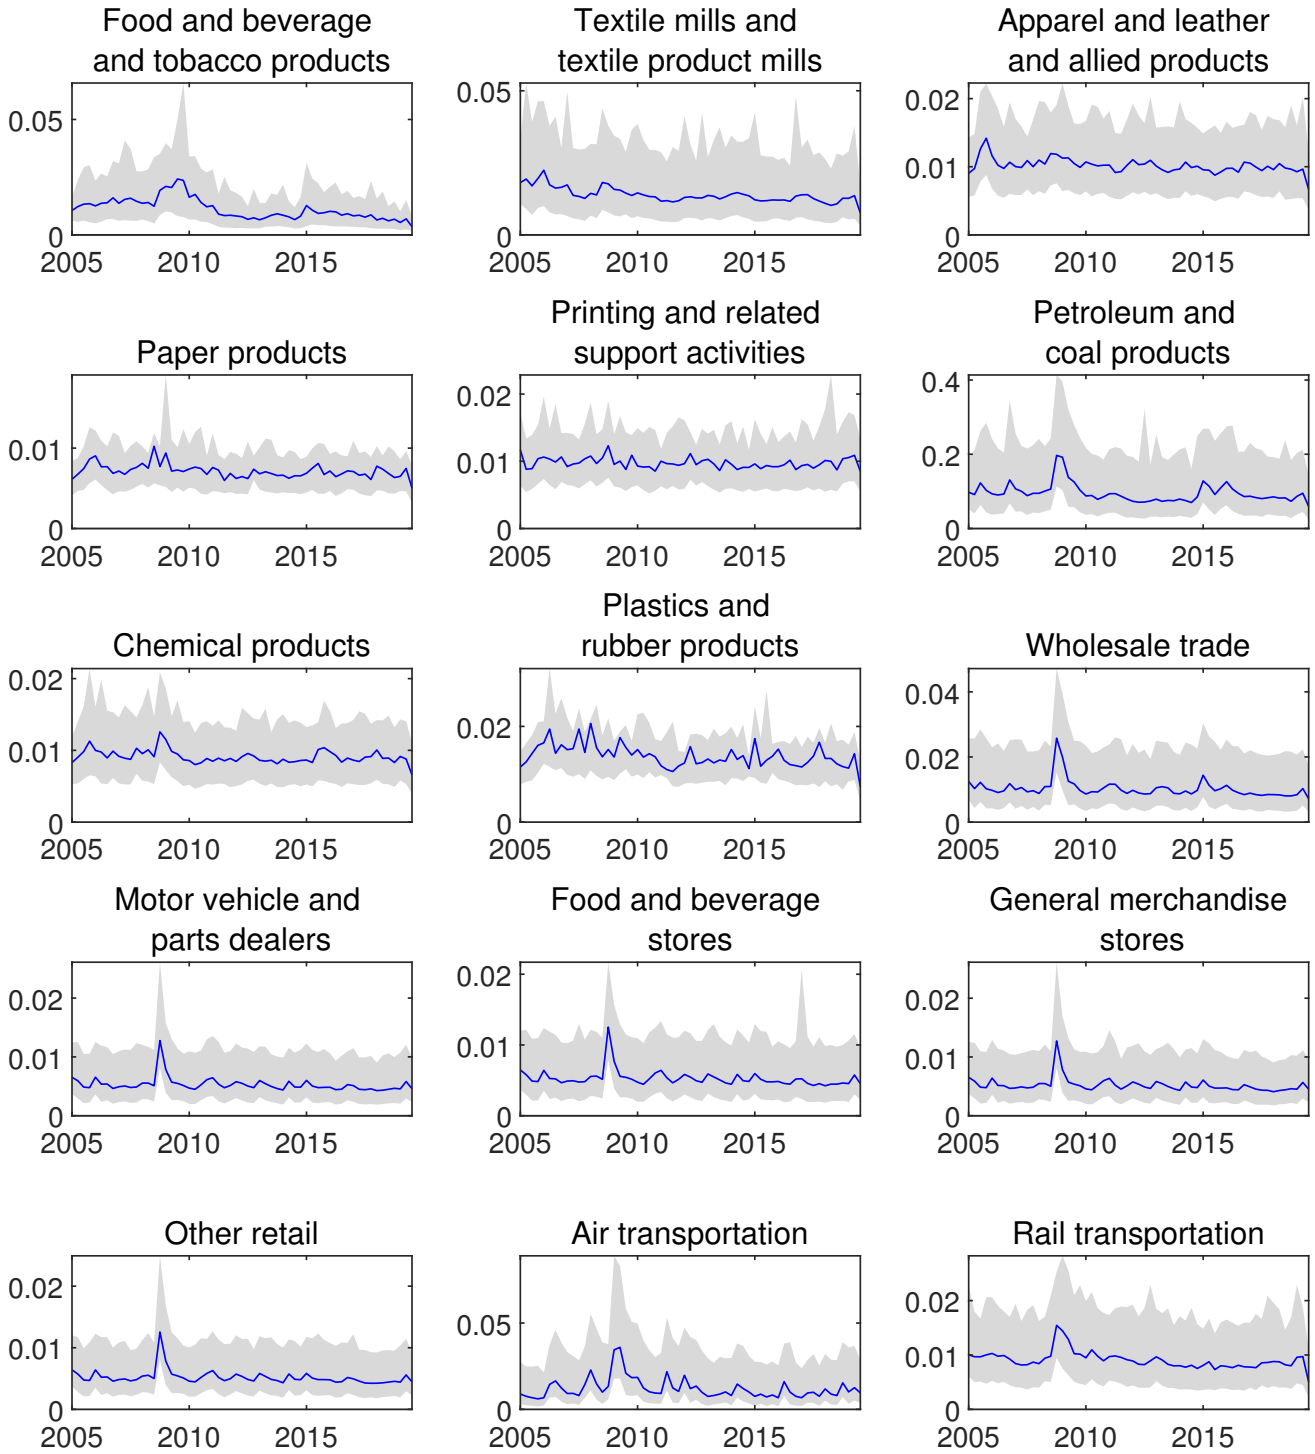 Food and beverage
and tobacco products
0.05
0
2005 2010 2015
Textile mills and
textile product mills
0.05
0
2005 2010 2015
Apparel and leather
and allied products
0.02
0.01
0
2005 2010 2015
Paper products
0.01
0
2005 2010 2015
Printing and related
support activities
0.02
0.01
0
2005 2010 2015
Petroleum and
coal products
0.4
0.2
0
2005 2010 2015
Chemical products
0.02
0.01
0
2005 2010 2015
Plastics and
rubber products
0.02
0
2005 2010 2015
Wholesale trade
0.04
0.02
0
2005 2010 2015
Motor vehicle and
parts dealers
0.02
0.01
0
2005 2010 2015
Food and beverage
stores
0.02
0.01
0
2005 2010 2015
General merchandise
stores
0.02
0.01
0
2005 2010 2015
Other retail
0.02
0.01
0
2005 2010 2015
Air transportation
0.05
0
2005 2010 2015
Rail transportation
0.02
0.01
0
2005 2010 2015